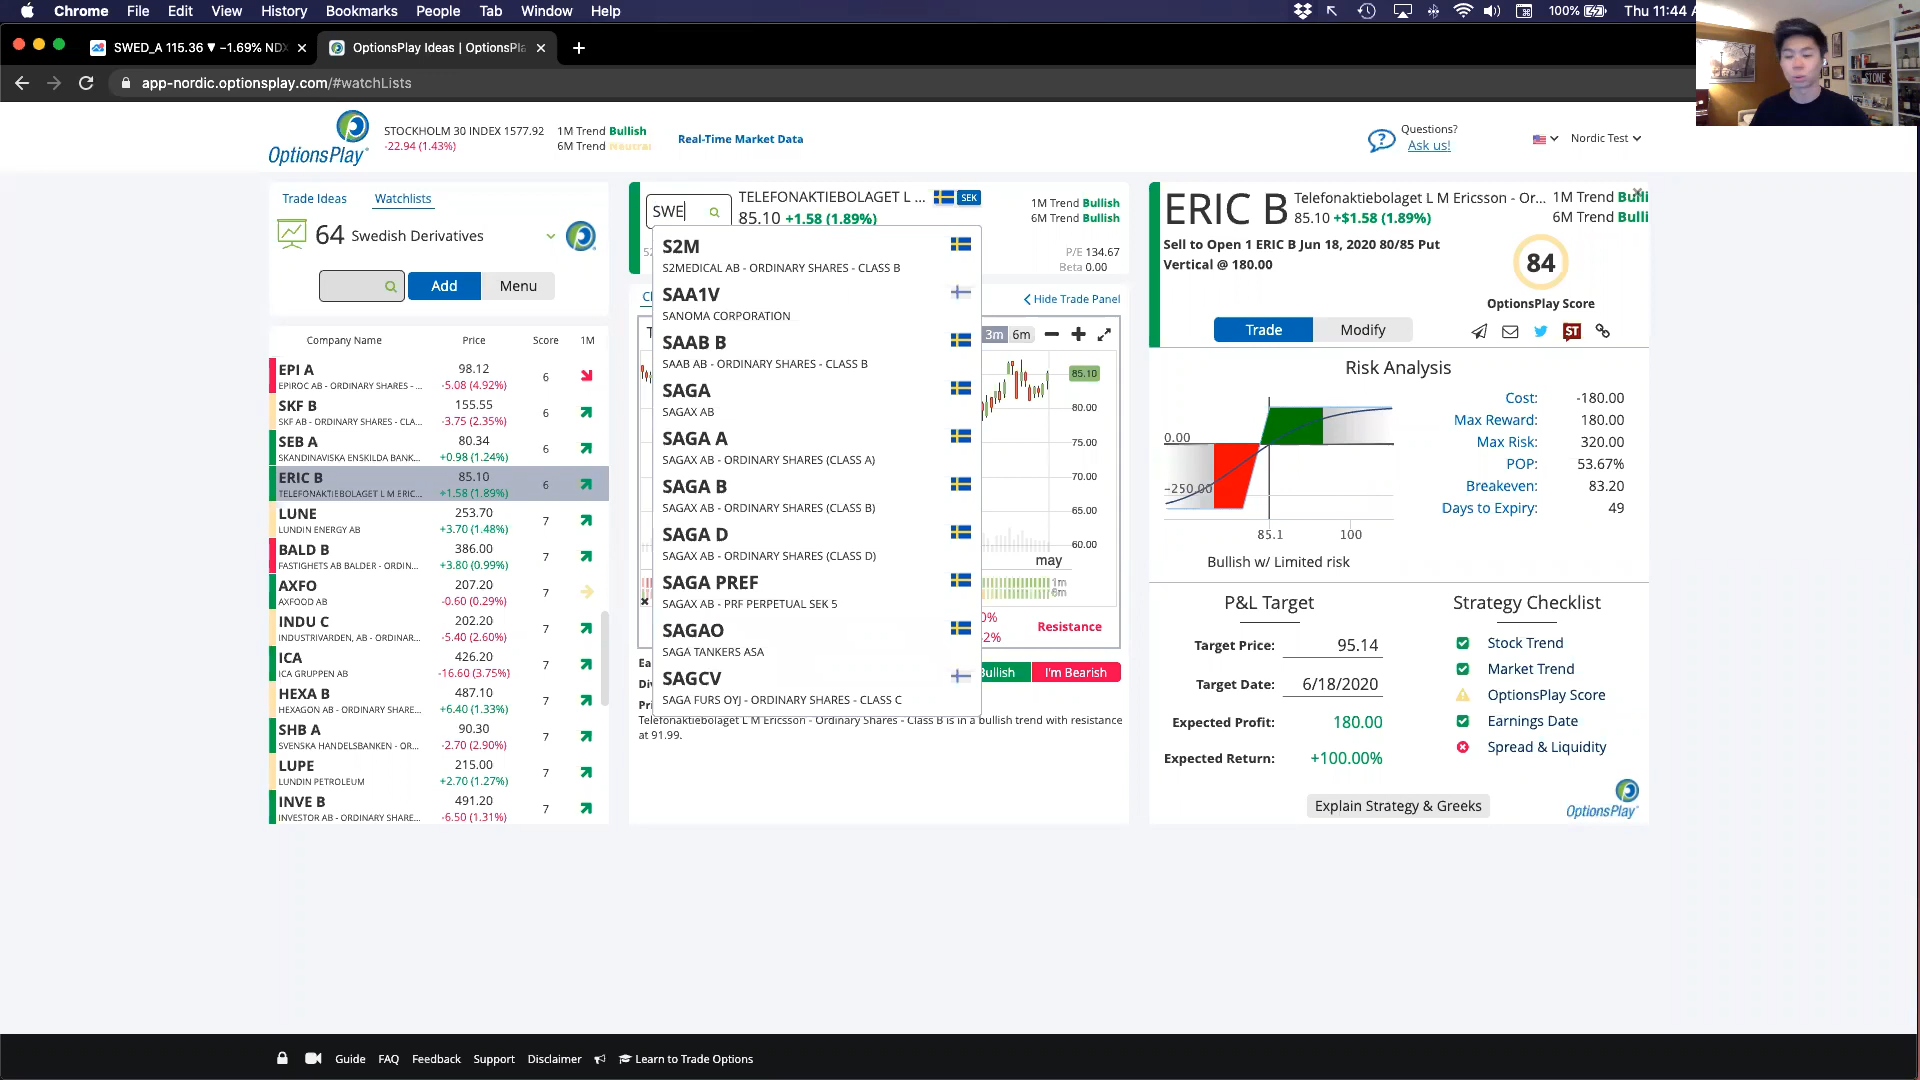 Chrome File Edit View History Bookmarks People Tab Window Help
100% Thu 11:44
SWED_A 115.36 ▼ −1.69% NDX
OptionsPlay Ideas | OptionsPla
app-nordic.optionsplay.com/#watchLists
OptionsPlay
STOCKHOLM 30 INDEX 1577.92
-22.94 (1.43%)
1M Trend Bullish
6M Trend Neutral
Real-Time Market Data
Questions?
Ask us!
Nordic Test
Trade Ideas Watchlists
64 Swedish Derivatives
Add Menu
Company Name Price Score 1M
EPI A 98.12
EPIROC AB - ORDINARY SHARES - ... -5.08 (4.92%) 6
SKF B 155.55
SKF AB - ORDINARY SHARES - CLA... -3.75 (2.35%) 6
SEB A 80.34
SKANDINAVISKA ENSKILDA BANK... +0.98 (1.24%) 6
ERIC B 85.10
TELEFONAKTIEBOLAGET L M ERIC... +1.58 (1.89%) 6
LUNE 253.70
LUNDIN ENERGY AB +3.70 (1.48%) 7
BALD B 386.00
FASTIGHETS AB BALDER - ORDIN... +3.80 (0.99%) 7
AXFO 207.20
AXFOOD AB -0.60 (0.29%) 7
INDU C 202.20
INDUSTRIVARDEN, AB - ORDINAR... -5.40 (2.60%) 7
ICA 426.20
ICA GRUPPEN AB -16.60 (3.75%) 7
HEXA B 487.10
HEXAGON AB - ORDINARY SHARE... +6.40 (1.33%) 7
SHB A 90.30
SVENSKA HANDELSBANKEN - OR... -2.70 (2.90%) 7
LUPE 215.00
LUNDIN PETROLEUM +2.70 (1.27%) 7
INVE B 491.20
INVESTOR AB - ORDINARY SHARE... -6.50 (1.31%) 7
SWE
TELEFONAKTIEBOLAGET L ... SEK
85.10 +1.58 (1.89%)
1M Trend Bullish
6M Trend Bullish
P/E 134.67
Beta 0.00
S2M
S2MEDICAL AB - ORDINARY SHARES - CLASS B
SAA1V
SANOMA CORPORATION
SAAB B
SAAB AB - ORDINARY SHARES - CLASS B
SAGA
SAGAX AB
SAGA A
SAGAX AB - ORDINARY SHARES (CLASS A)
SAGA B
SAGAX AB - ORDINARY SHARES (CLASS B)
SAGA D
SAGAX AB - ORDINARY SHARES (CLASS D)
SAGA PREF
SAGAX AB - PRF PERPETUAL SEK 5
SAGAO
SAGA TANKERS ASA
SAGCV
SAGA FURS OYJ - ORDINARY SHARES - CLASS C
Hide Trade Panel
3m 6m
85.10
80.00
75.00
70.00
65.00
60.00
may
1m
6m
0%
2%
Resistance
Bullish I'm Bearish
Ea
Div
Pri
Telefonaktiebolaget L M Ericsson - Ordinary Shares - Class B is in a bullish trend with resistance
at 91.99.
ERIC B
Telefonaktiebolaget L M Ericsson - Or...
85.10 +$1.58 (1.89%)
1M Trend Bulli
6M Trend Bulli
Sell to Open 1 ERIC B Jun 18, 2020 80/85 Put
Vertical @ 180.00
84
OptionsPlay Score
Trade Modify
ST
Risk Analysis
0.00
−250.00
85.1 100
Bullish w/ Limited risk
Cost: -180.00
Max Reward: 180.00
Max Risk: 320.00
POP: 53.67%
Breakeven: 83.20
Days to Expiry: 49
P&L Target
Target Price: 95.14
Target Date: 6/18/2020
Expected Profit: 180.00
Expected Return: +100.00%
Strategy Checklist
Stock Trend
Market Trend
OptionsPlay Score
Earnings Date
Spread & Liquidity
Explain Strategy & Greeks
OptionsPlay
Guide FAQ Feedback Support Disclaimer Learn to Trade Options